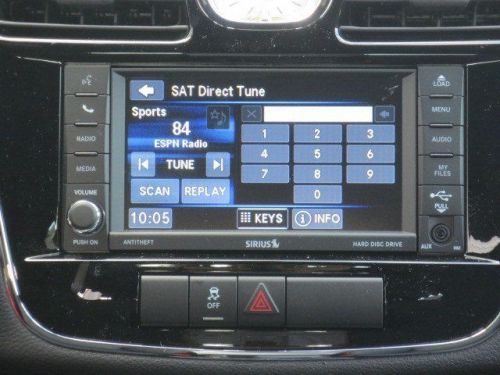 SAT Direct Tune
LOAD
Sports
84
ESPN Radio
1 2 3
4 5 6
7 8 9
0
TUNE
SCAN REPLAY
10:05
KEYS
i INFO
RADIO
MEDIA
VOLUME
PUSH ON
MENU
AUDIO
MY FILES
PULL
AUX
ANTITHEFT
SIRIUS
HARD DISC DRIVE
OFF